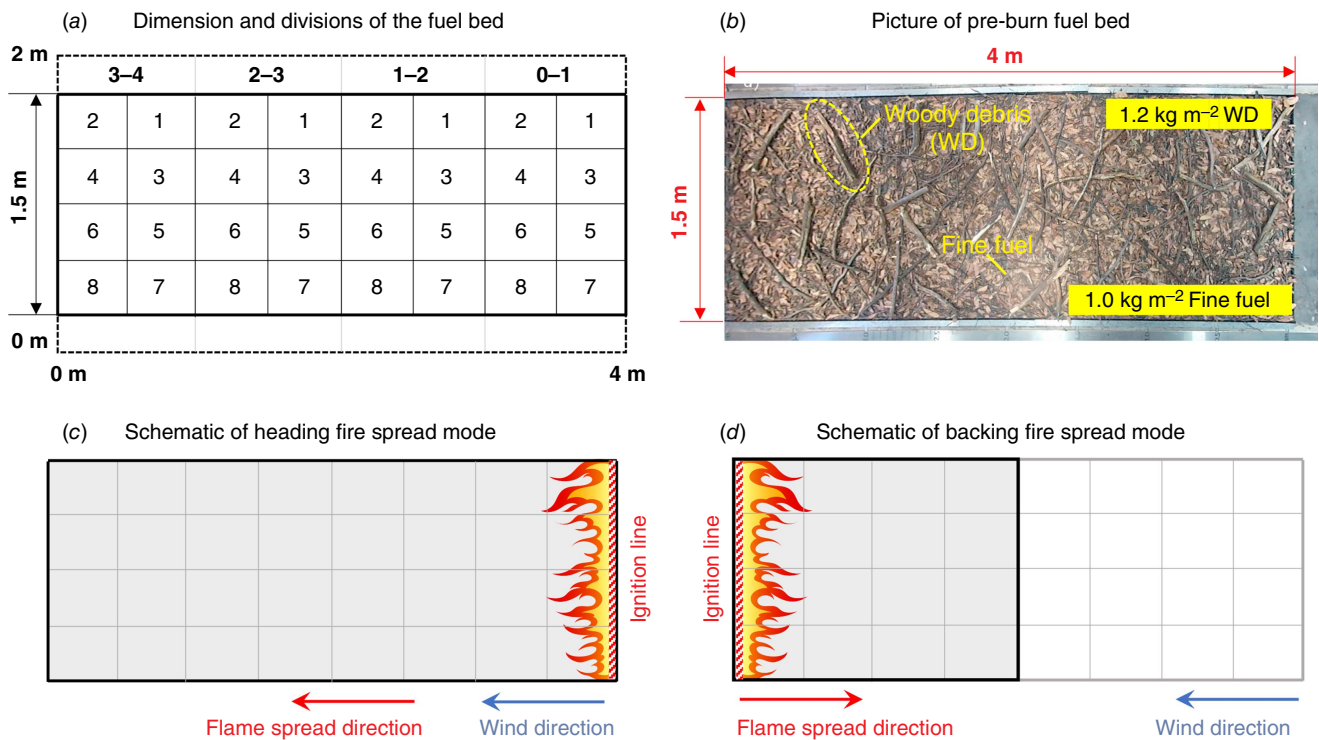 (a) Dimension and divisions of the fuel bed
2 m
3–4 2–3 1–2 0–1
2 1 2 1 2 1 2 1
4 3 4 3 4 3 4 3
6 5 6 5 6 5 6 5
8 7 8 7 8 7 8 7
1.5 m
0 m
0 m 4 m
(b) Picture of pre-burn fuel bed
4 m
1.5 m
Woody debris
(WD)
1.2 kg m–2 WD
Fine fuel
1.0 kg m–2 Fine fuel
(c) Schematic of heading fire spread mode
Ignition line
Flame spread direction
Wind direction
(d) Schematic of backing fire spread mode
Ignition line
Flame spread direction
Wind direction